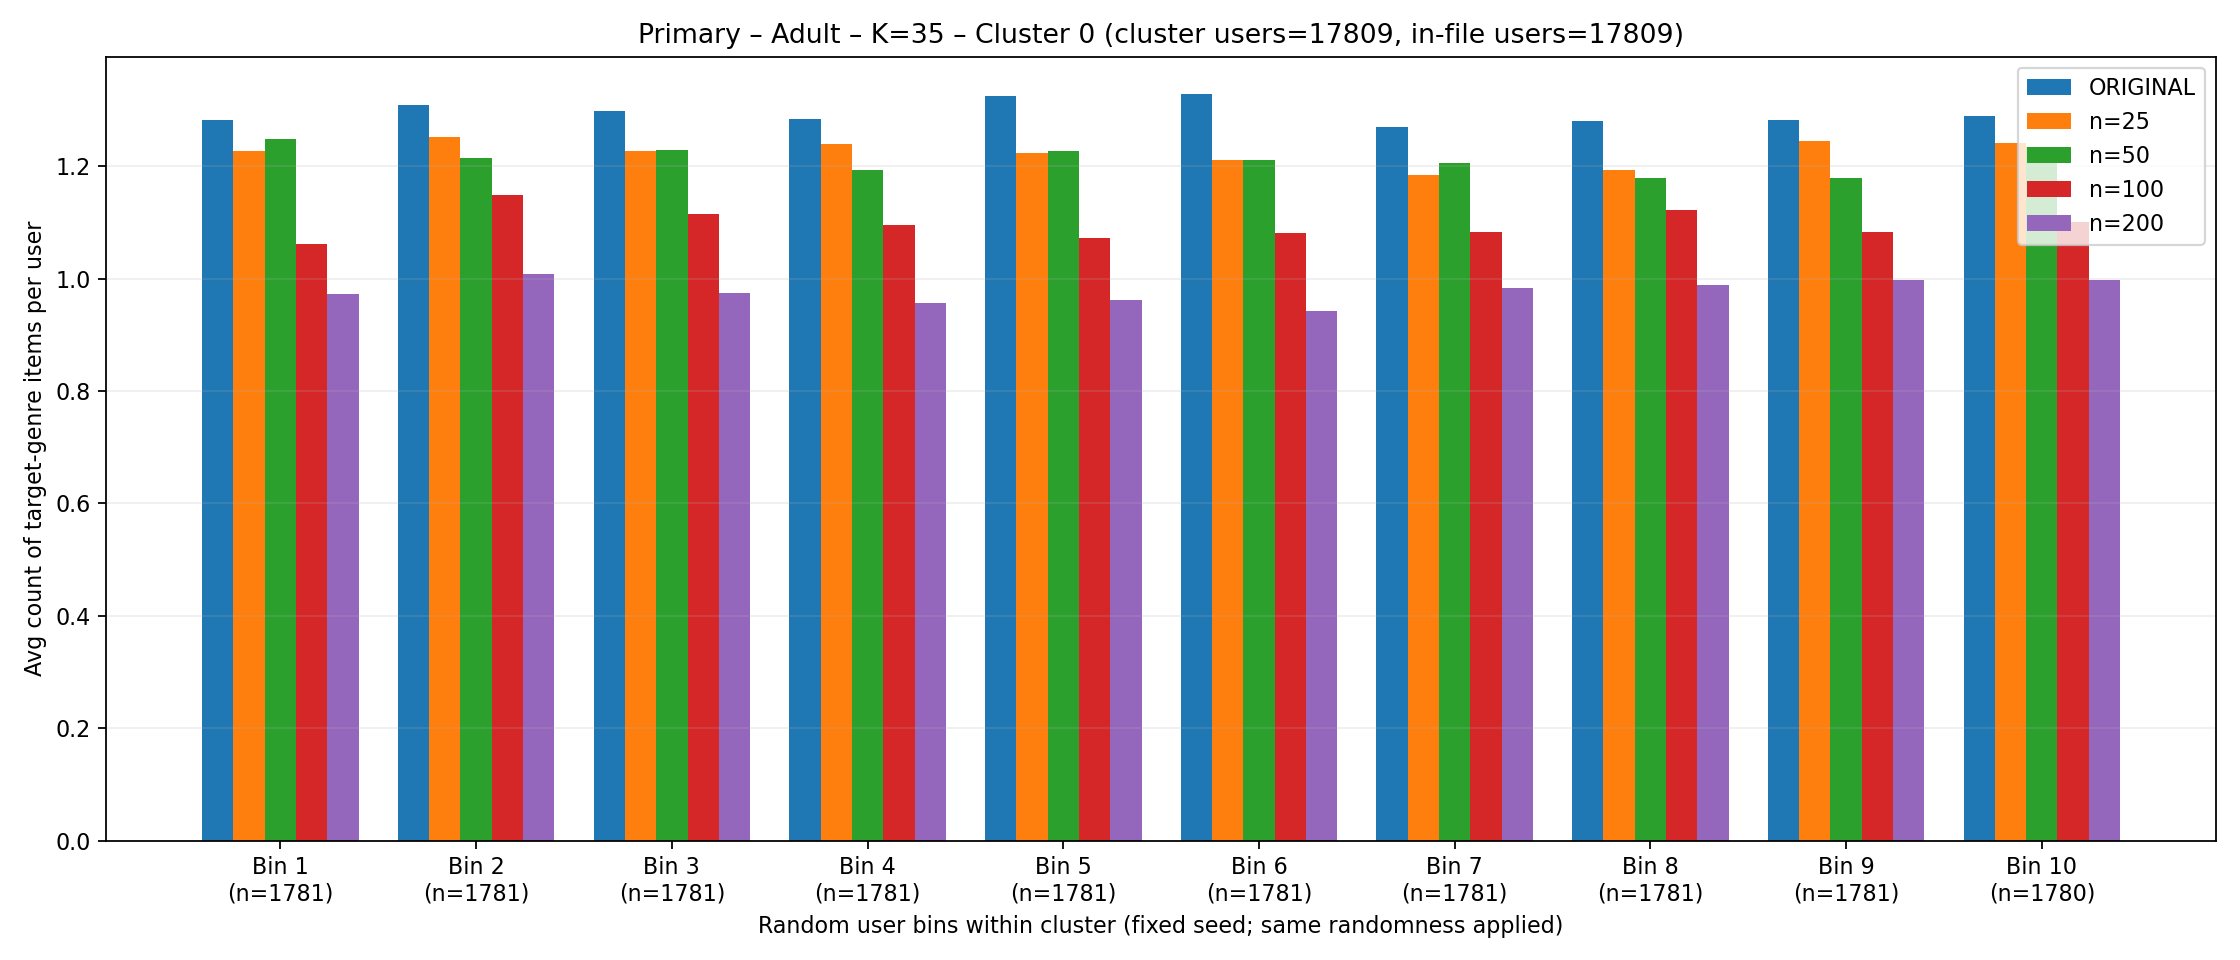 Primary – Adult – K=35 – Cluster 0 (cluster users=17809, in-file users=17809)
Avg count of target-genre items per user
1.2
1.0
0.8
0.6
0.4
0.2
0.0
ORIGINAL
n=25
n=50
n=100
n=200
Bin 1
(n=1781)
Bin 2
(n=1781)
Bin 3
(n=1781)
Bin 4
(n=1781)
Bin 5
(n=1781)
Bin 6
(n=1781)
Bin 7
(n=1781)
Bin 8
(n=1781)
Bin 9
(n=1781)
Bin 10
(n=1780)
Random user bins within cluster (fixed seed; same randomness applied)